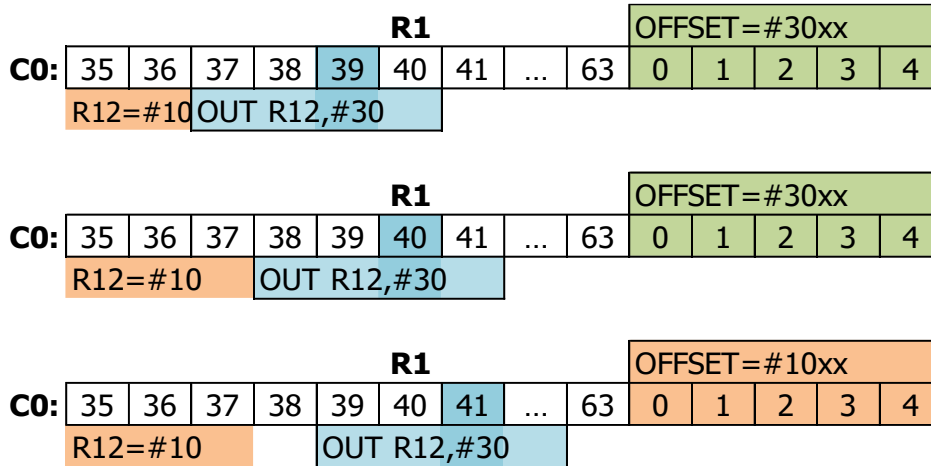 R1 OFFSET=#30xx
C0: 35 36 37 38 39 40 41 ... 63 0 1 2 3 4
R12=#10 OUT R12,#30
R1 OFFSET=#30xx
C0: 35 36 37 38 39 40 41 ... 63 0 1 2 3 4
R12=#10 OUT R12,#30
R1 OFFSET=#10xx
C0: 35 36 37 38 39 40 41 ... 63 0 1 2 3 4
R12=#10 OUT R12,#30